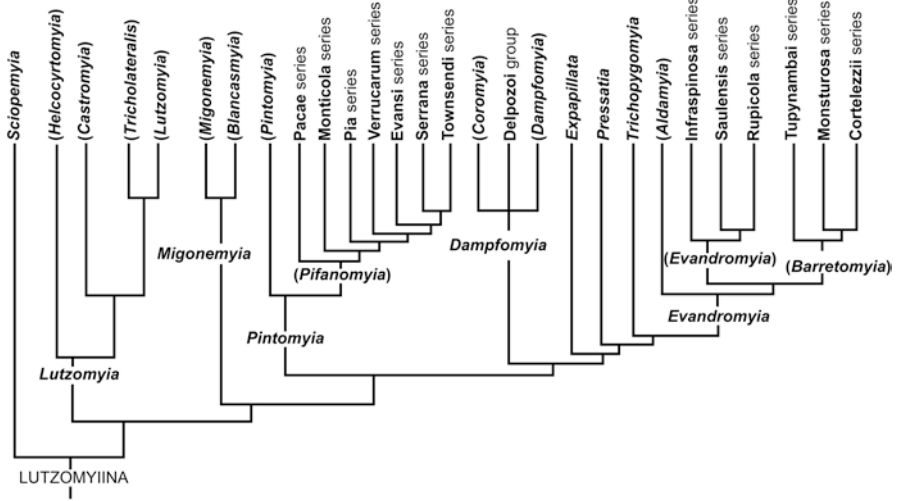 Sciopemyia
(Helcocyrtomyia)
(Castromyia)
(Tricholateralis)
(Lutzomyia)
(Migonemyia)
(Blancasmyia)
(Pintomyia)
Pacae series
Monticola series
Pia series
Verrucarum series
Evansi series
Serrana series
Townsendi series
(Coromyia)
Delpozoi group
(Dampfomyia)
Expapillata
Pressatia
Trichopygomyia
(Aldamyia)
Infraspinosa series
Saulensis series
Rupicola series
Tupynambai series
Monsturosa series
Cortelezzii series
Migonemyia
Dampfomyia
(Pifanomyia)
(Evandromyia)
(Barretomyia)
Evandromyia
Pintomyia
Lutzomyia
LUTZOMYIINA